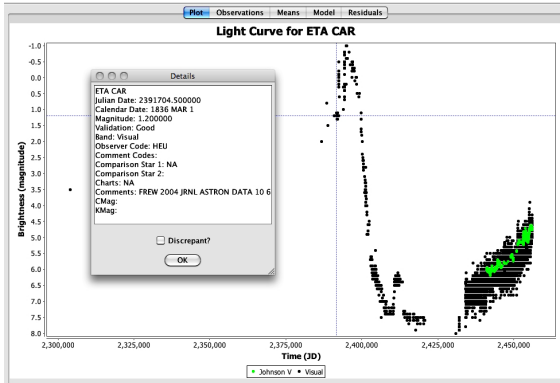 Plot Observations Means Model Residuals
Light Curve for ETA CAR
Brightness (magnitude)
-1.0
-0.5
0.0
0.5
1.0
1.5
2.0
2.5
3.0
3.5
4.0
4.5
5.0
5.5
6.0
6.5
7.0
7.5
8.0
Details
ETA CAR
Julian Date: 2391704.500000
Calendar Date: 1836 MAR 1
Magnitude: 1.200000
Validation: Good
Band: Visual
Observer Code: HEU
Comment Codes:
Comparison Star 1: NA
Comparison Star 2:
Charts: NA
Comments: FREW 2004 JRNL ASTRON DATA 10 6
CMag:
KMag:
Discrepant?
OK
2,300,000 2,325,000 2,350,000 2,375,000 2,400,000 2,425,000 2,450,000
Time (JD)
Johnson V Visual